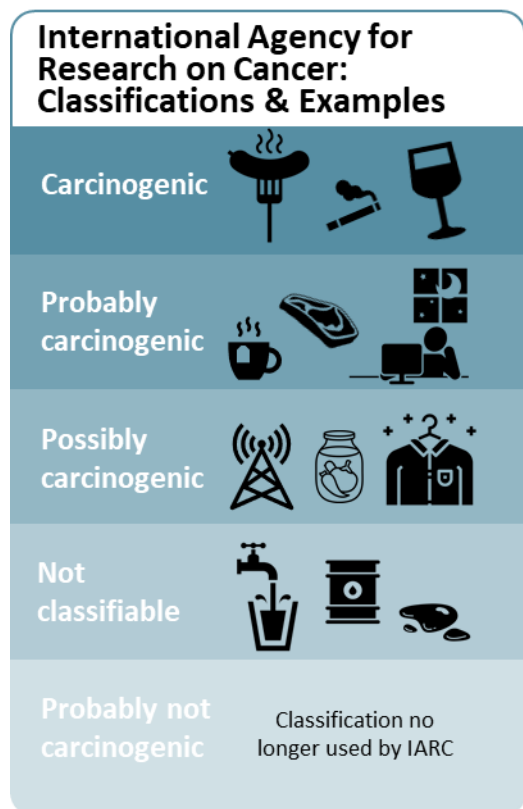 International Agency for
Research on Cancer:
Classifications & Examples
Carcinogenic
Probably
carcinogenic
Possibly
carcinogenic
Not
classifiable
Probably not
carcinogenic
Classification no
longer used by IARC